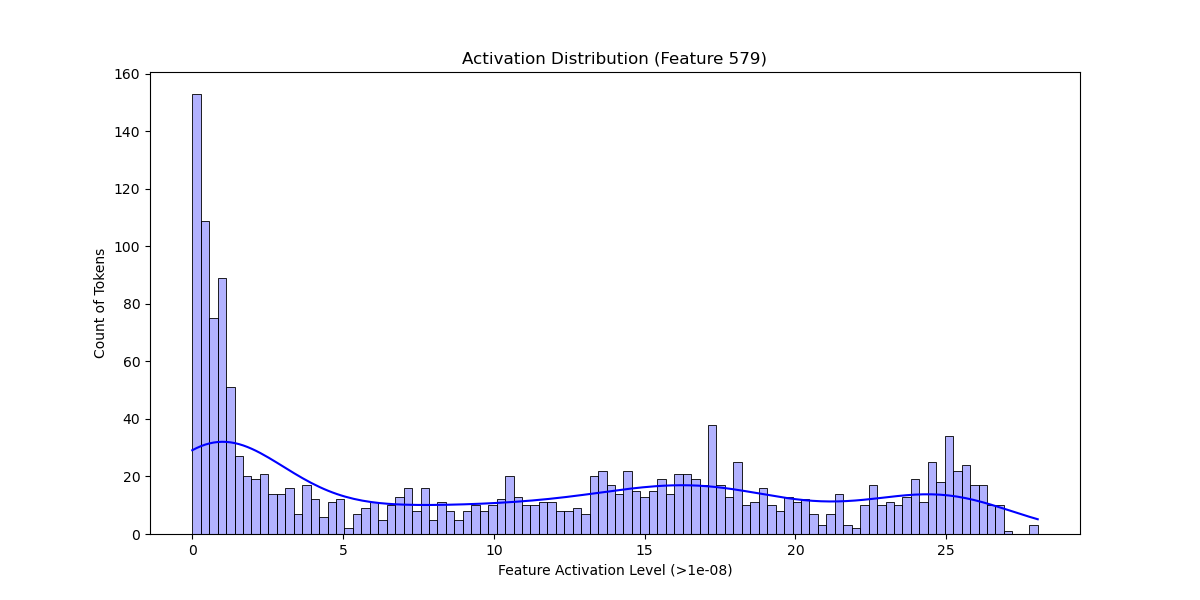 Activation Distribution (Feature 579)
160
140
120
100
80
60
40
20
0
Count of Tokens
0 5 10 15 20 25
Feature Activation Level (>1e-08)